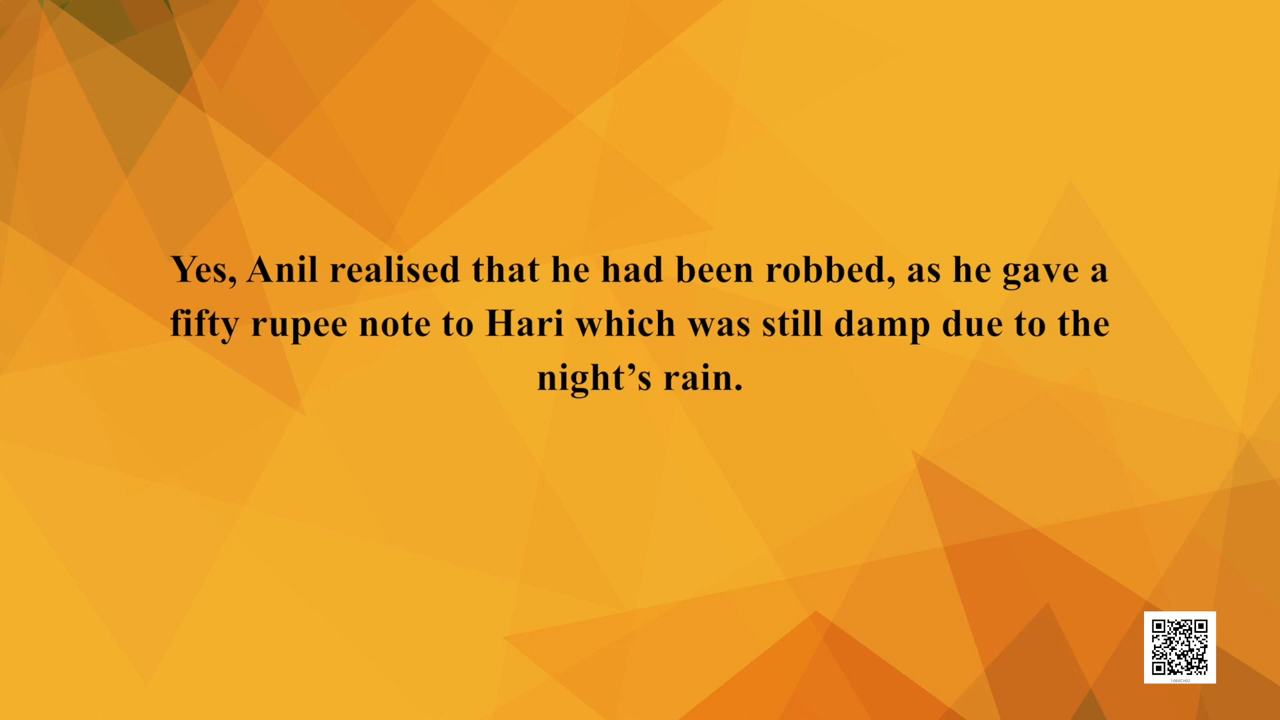 Yes, Anil realised that he had been robbed, as he gave a
fifty rupee note to Hari which was still damp due to the
night’s rain.